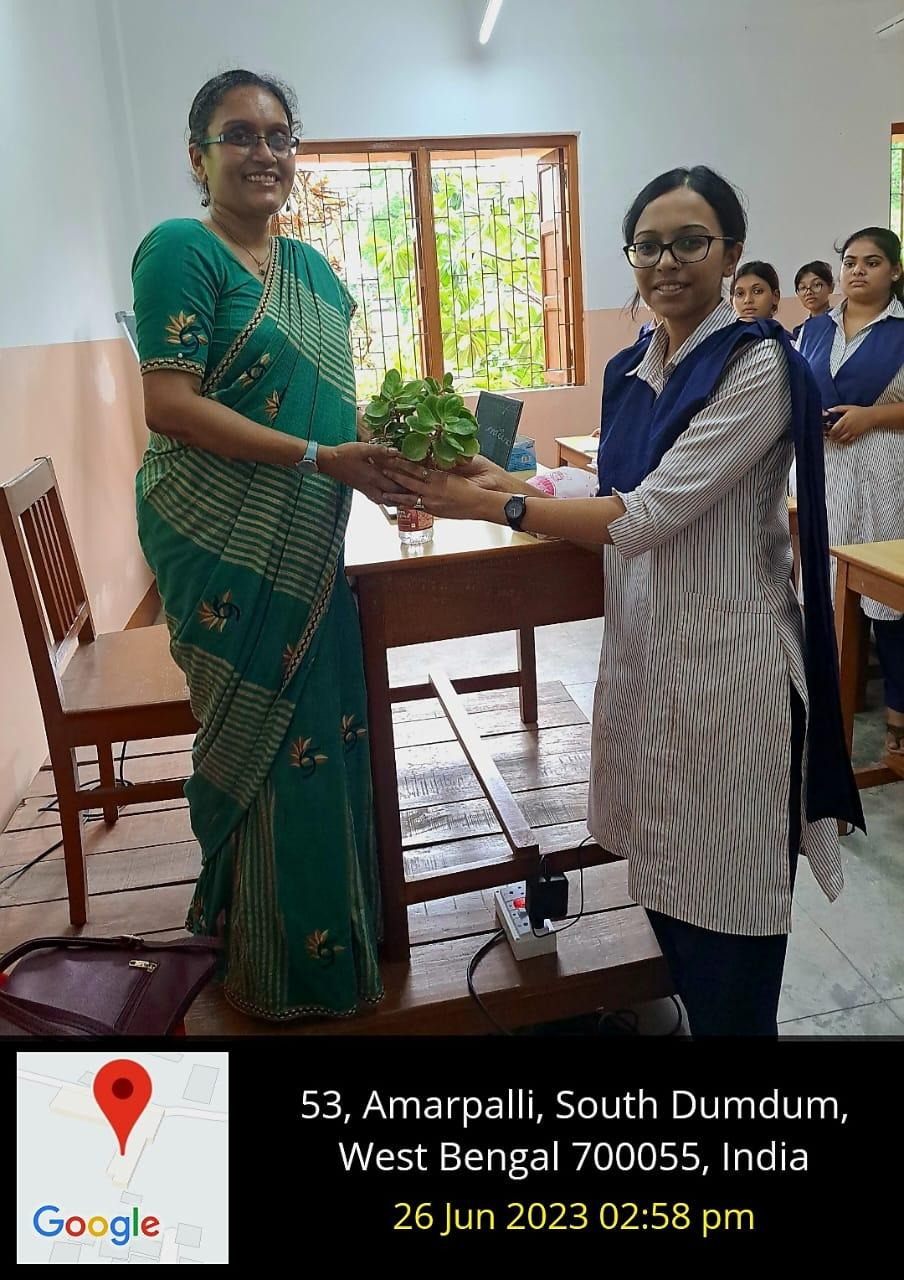 53, Amarpalli, South Dumdum,
West Bengal 700055, India
26 Jun 2023 02:58 pm
Google